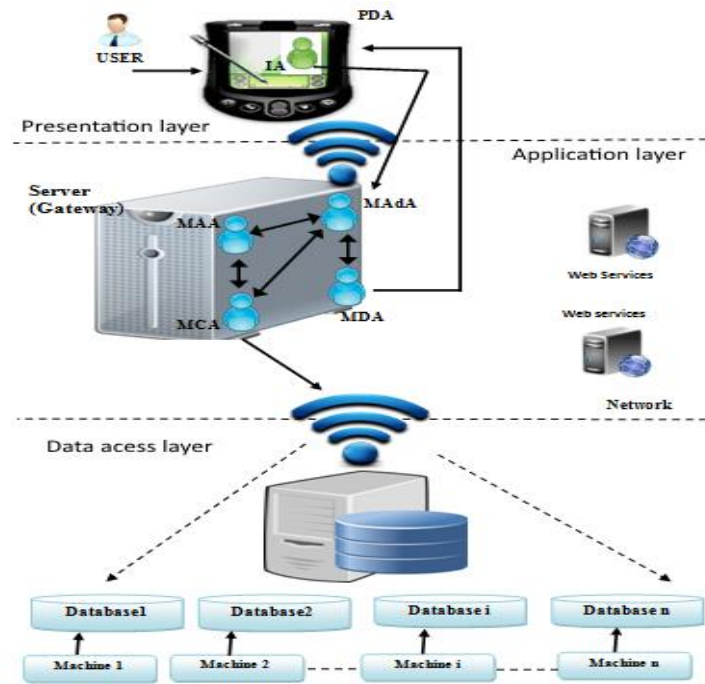 PDA
USER
IA
Presentation layer
Application layer
Server
(Gateway)
MAA
MAdA
Web Services
MCA
MDA
Web services
Network
Data acess layer
Database1
Database2
Database i
Database n
Machine 1
Machine 2
Machine i
Machine n